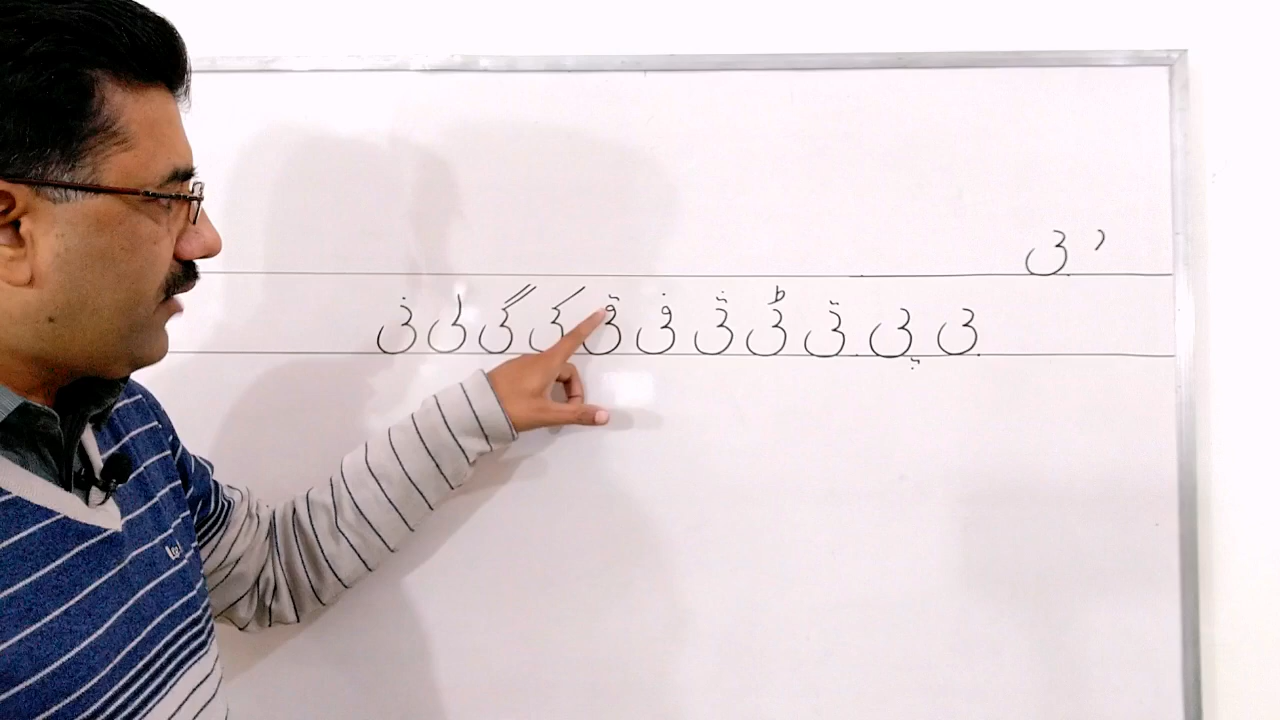 ی
بی پی تی ٹی ثی فی قی کی گی لی نی